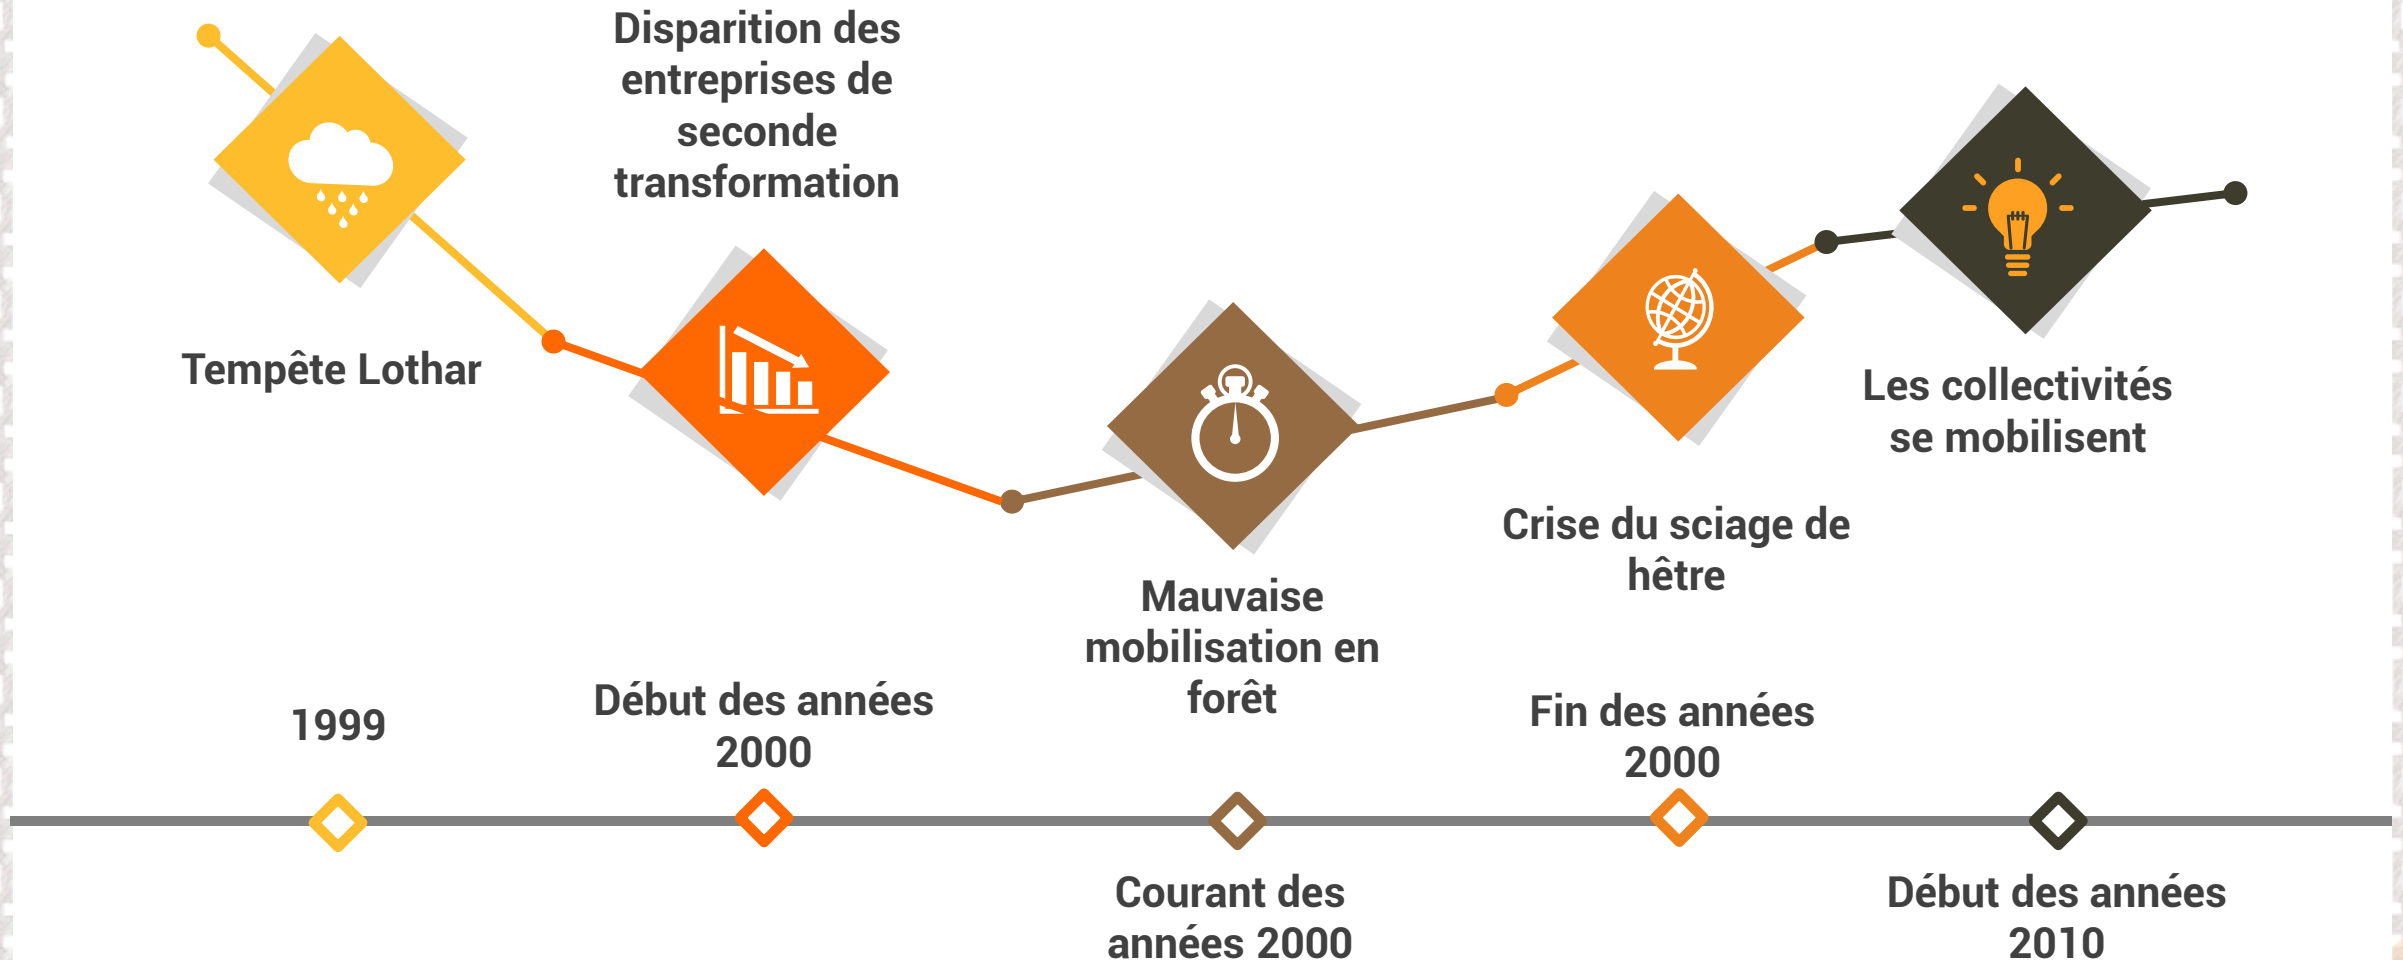 Disparition des
entreprises de
seconde
transformation
Tempête Lothar
Les collectivités
se mobilisent
Crise du sciage de
hêtre
Mauvaise
mobilisation en
forêt
1999
Début des années
2000
Fin des années
2000
Courant des
années 2000
Début des années
2010